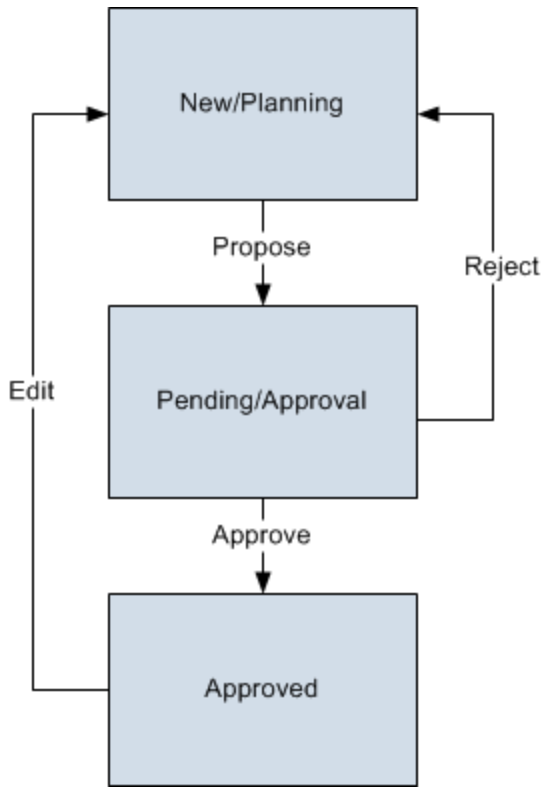 New/Planning
Propose
Reject
Edit
Pending/Approval
Approve
Approved